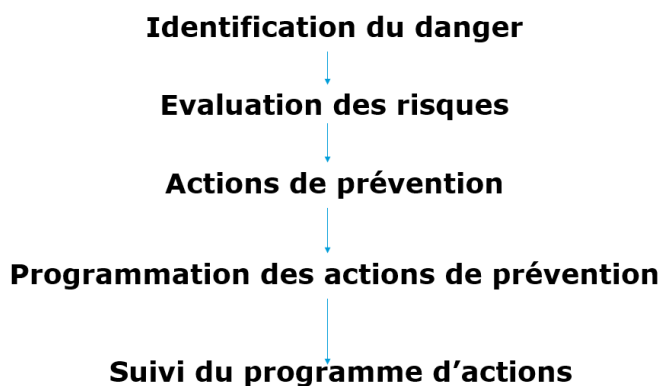 Identification du danger
Evaluation des risques
Actions de prévention
Programmation des actions de prévention
Suivi du programme d’actions